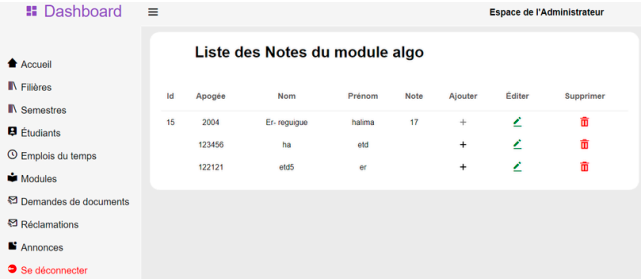 Dashboard
Espace de l'Administrateur
Accueil
Filières
Semestres
Étudiants
Emplois du temps
Modules
Demandes de documents
Réclamations
Annonces
Se déconnecter
Liste des Notes du module algo
Id Apogée Nom Prénom Note Ajouter Éditer Supprimer
15 2004 Er- reguigue halima 17 +
123456 ha etd +
122121 etd5 er +